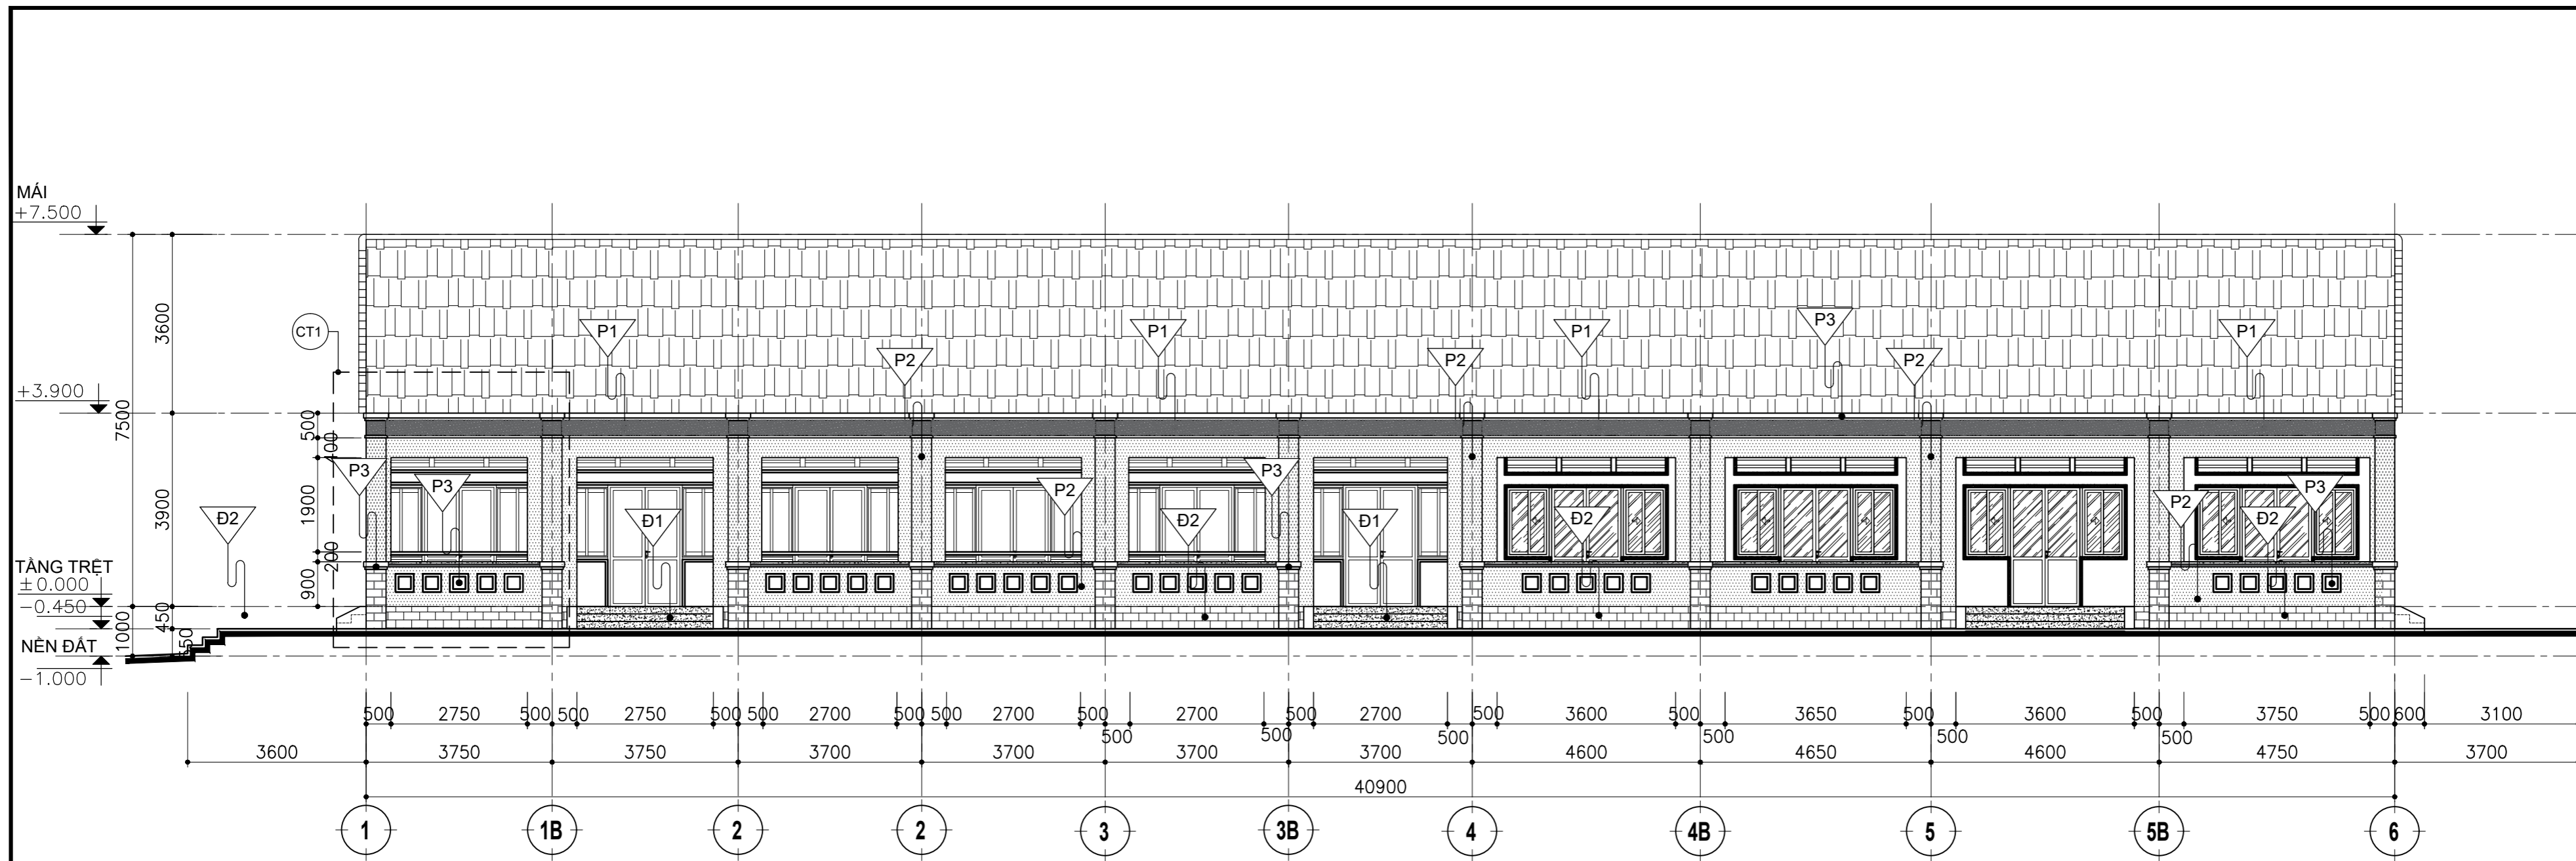 MÁI
+7.500
3600
CT1
P1
P2
P1
P2
P1
P3
P2
P1
+3.900
7500
500
P3
P3
P2
P3
P2
P3
1900
3900
Đ2
Đ1
Đ2
Đ1
Đ2
Đ2
TẦNG TRỆT
±0.000
200
900
-0.450
450
1000
NỀN ĐẤT
-1.000
500 2750 500 500 2750 500 500 2700 500 500 2700 500 2700 500 2700 500 3600 500 3650 500 3600 500 3750 500 600 3100
500 500 500 500 500 500
3600 3750 3750 3700 3700 3700 3700 4600 4650 4600 4750 3700
40900
1 1B 2 2 3 3B 4 4B 5 5B 6